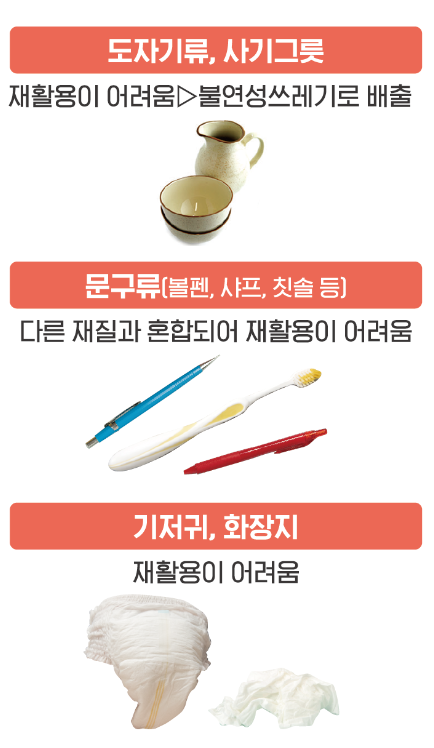 도자기류, 사기그릇
재활용이 어려움▷불연성쓰레기로 배출
문구류(볼펜, 샤프, 칫솔 등)
다른 재질과 혼합되어 재활용이 어려움
기저귀, 화장지
재활용이 어려움